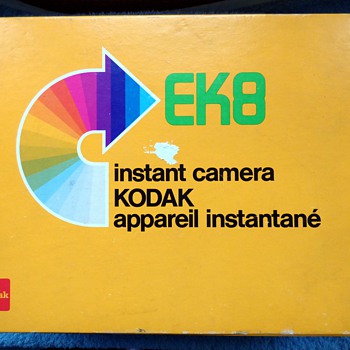 EK8
instant camera
KODAK
appareil instantané